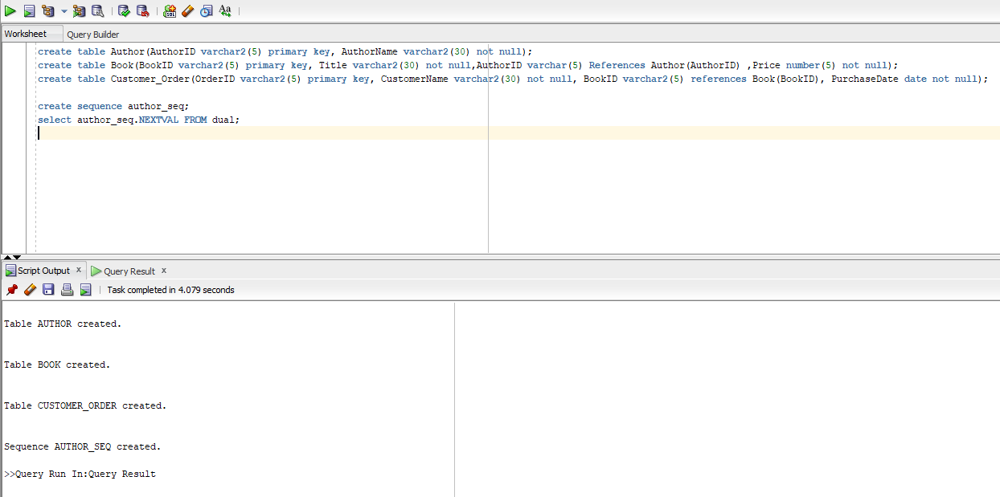 SQL
Aa
Worksheet
Query Builder
create table Author(AuthorID varchar2(5) primary key, AuthorName varchar2(30) not null);
create table Book(BookID varchar2(5) primary key, Title varchar2(30) not null,AuthorID varchar(5) References Author(AuthorID) ,Price number(5) not null);
create table Customer_Order(OrderID varchar2(5) primary key, CustomerName varchar2(30) not null, BookID varchar2(5) references Book(BookID), PurchaseDate date not null);
create sequence author_seq;
select author_seq.NEXTVAL FROM dual;
Script Output x
Query Result x
Task completed in 4.079 seconds
Table AUTHOR created.
Table BOOK created.
Table CUSTOMER_ORDER created.
Sequence AUTHOR_SEQ created.
>>Query Run In:Query Result